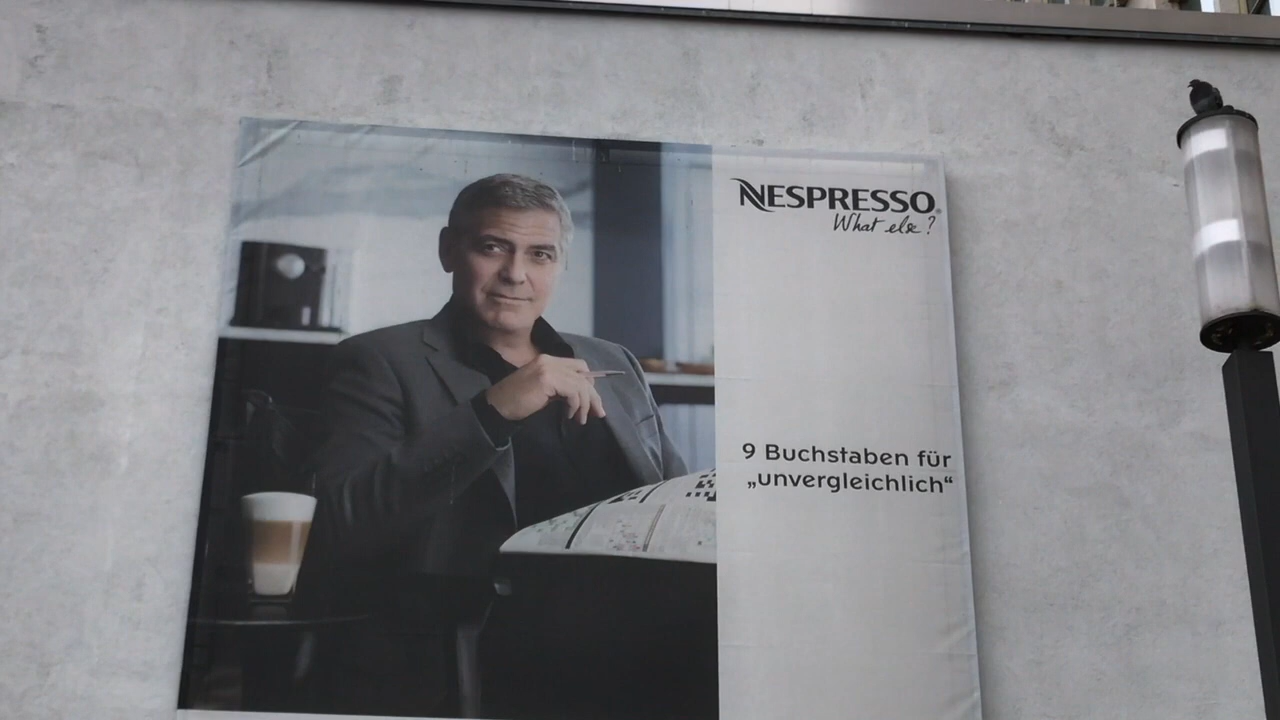 NESPRESSO®
What else?
9 Buchstaben für
„unvergleichlich“